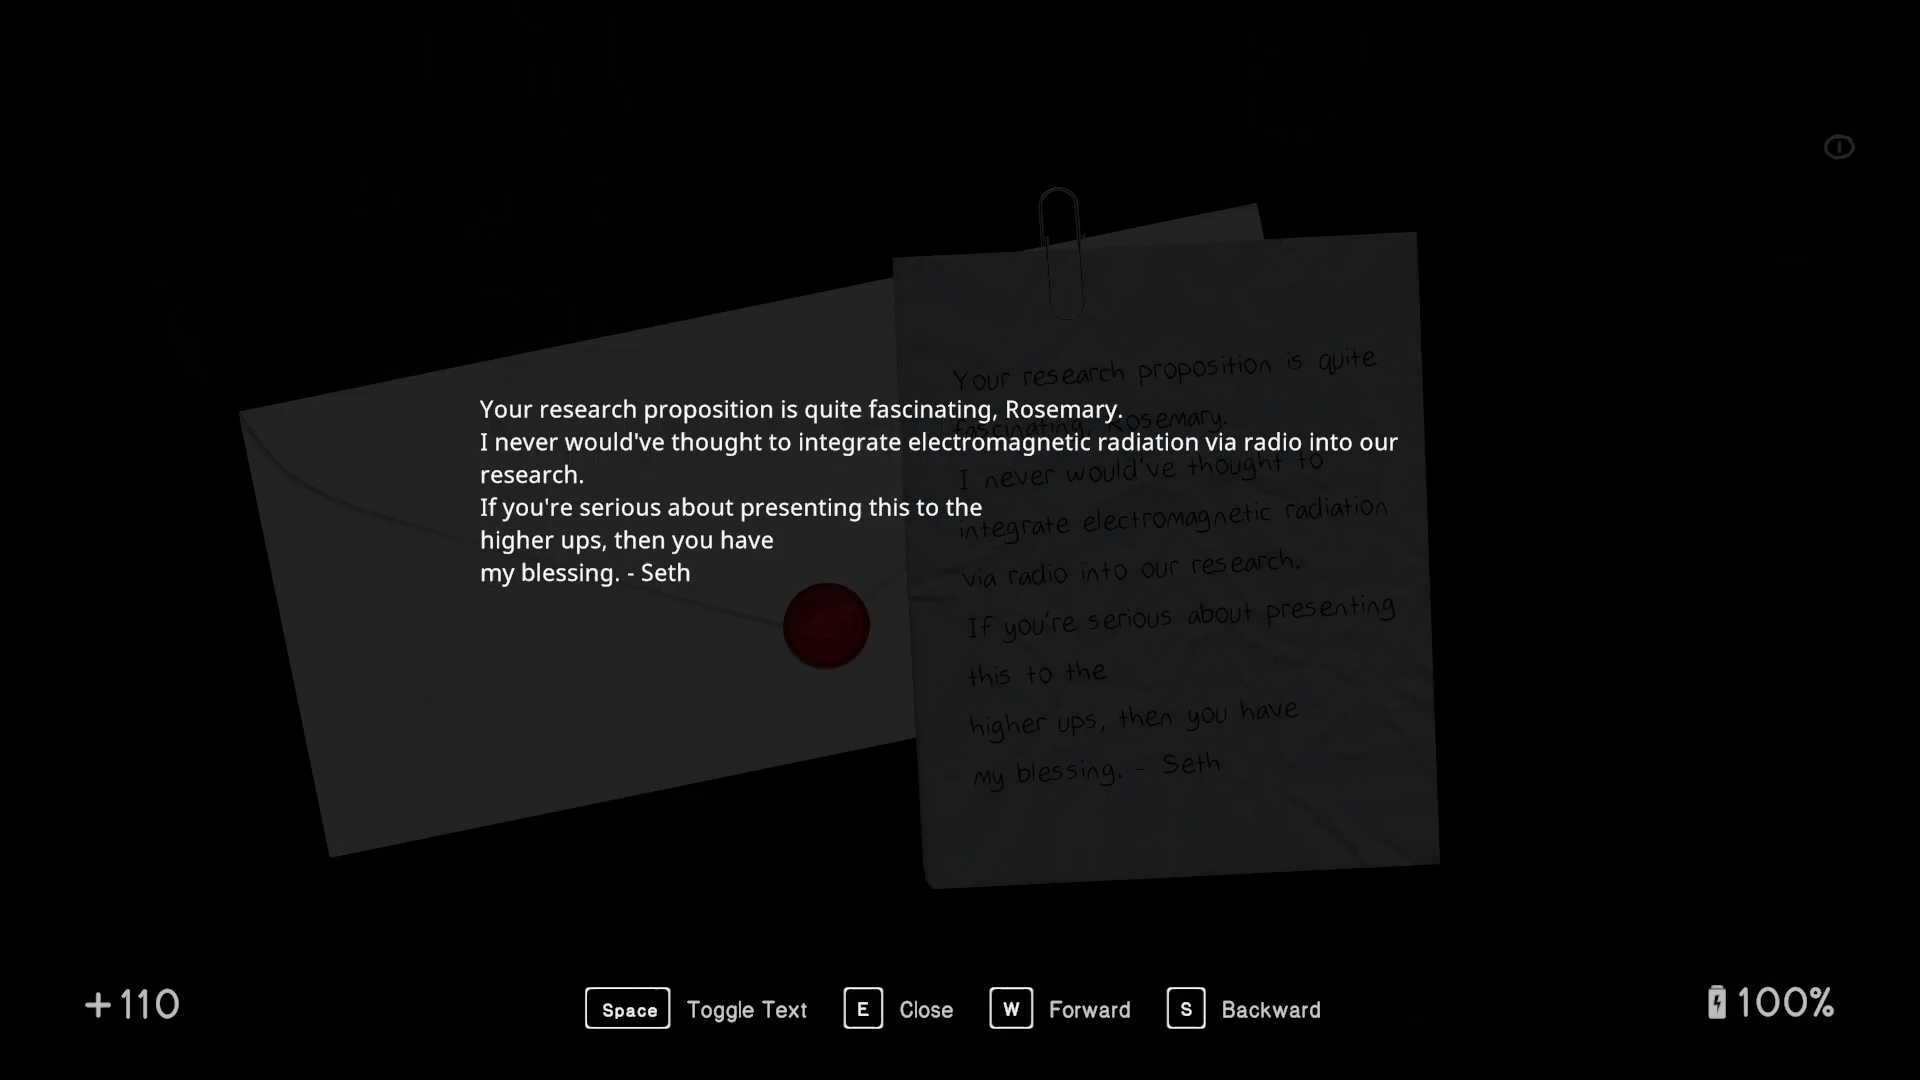 Your research proposition is quite fascinating, Rosemary.
I never would've thought to integrate electromagnetic radiation via radio into our
research.
If you're serious about presenting this to the
higher ups, then you have
my blessing. - Seth
Your research proposition is quite
fascinating, Rosemary.
I never would've thought to
integrate electromagnetic radiation
via radio into our research.
If you're serious about presenting
this to the
higher ups, then you have
my blessing. - Seth
+110
Space Toggle Text E Close W Forward S Backward
100%